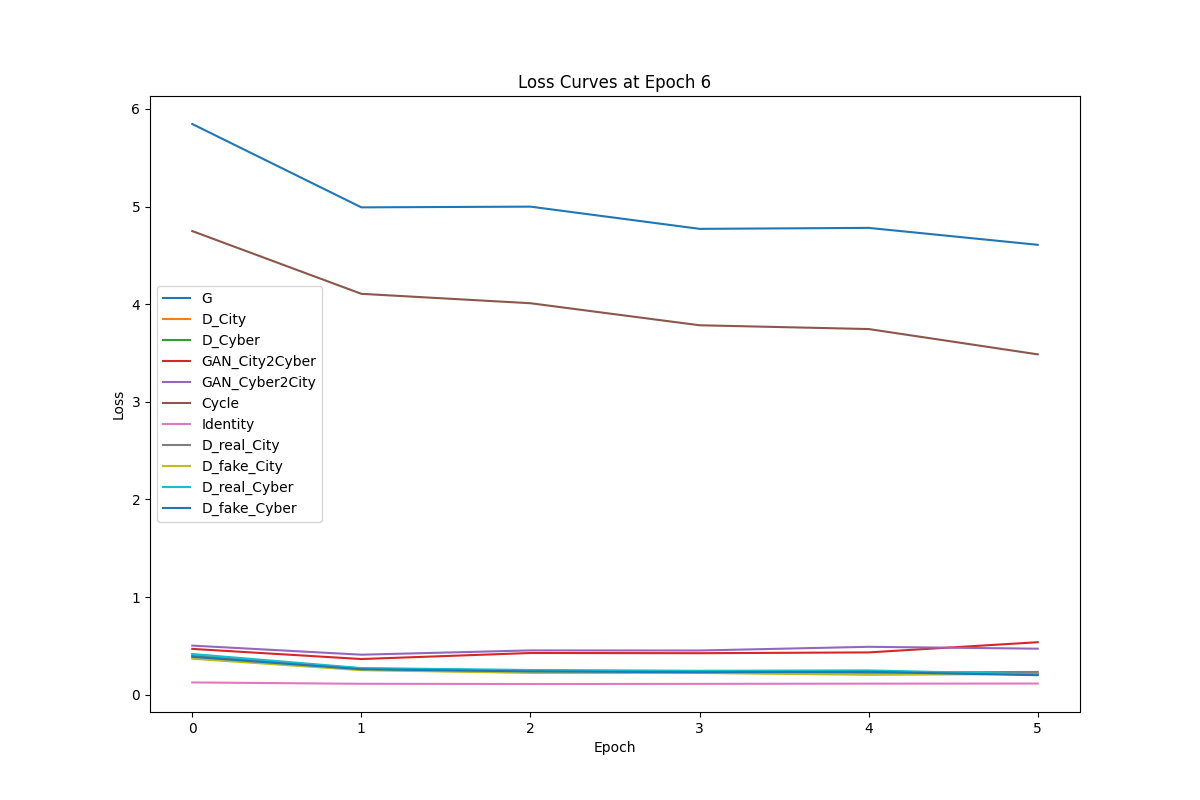 Loss Curves at Epoch 6
6
5
4
3
2
1
0
Loss
G
D_City
D_Cyber
GAN_City2Cyber
GAN_Cyber2City
Cycle
Identity
D_real_City
D_fake_City
D_real_Cyber
D_fake_Cyber
0 1 2 3 4 5
Epoch